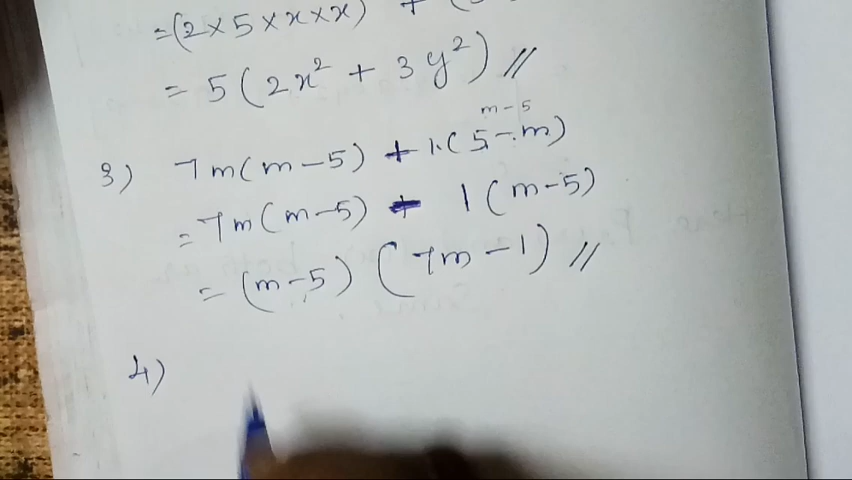 =(2×5×x×x) + (
= 5(2x² + 3y²) //
m-5
3) 7m(m-5) + 1.(5-m)
=7m(m-5) - 1(m-5)
= (m-5) (7m-1) //
4)